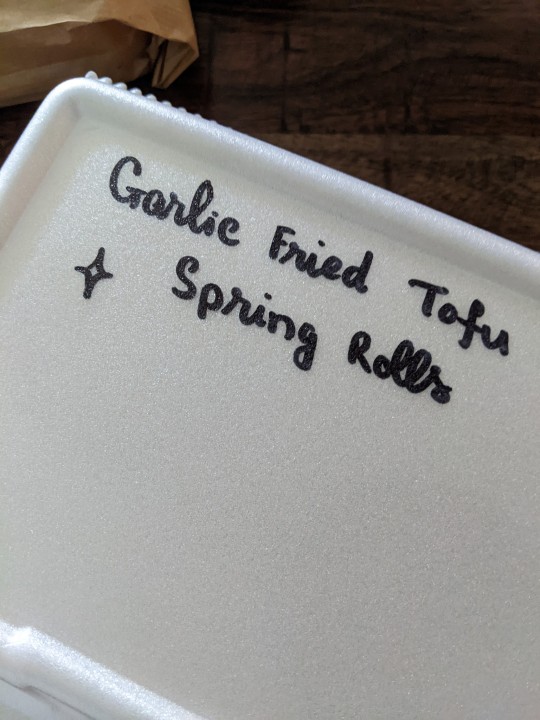 Garlic Fried Tofu
✧ Spring Rolls